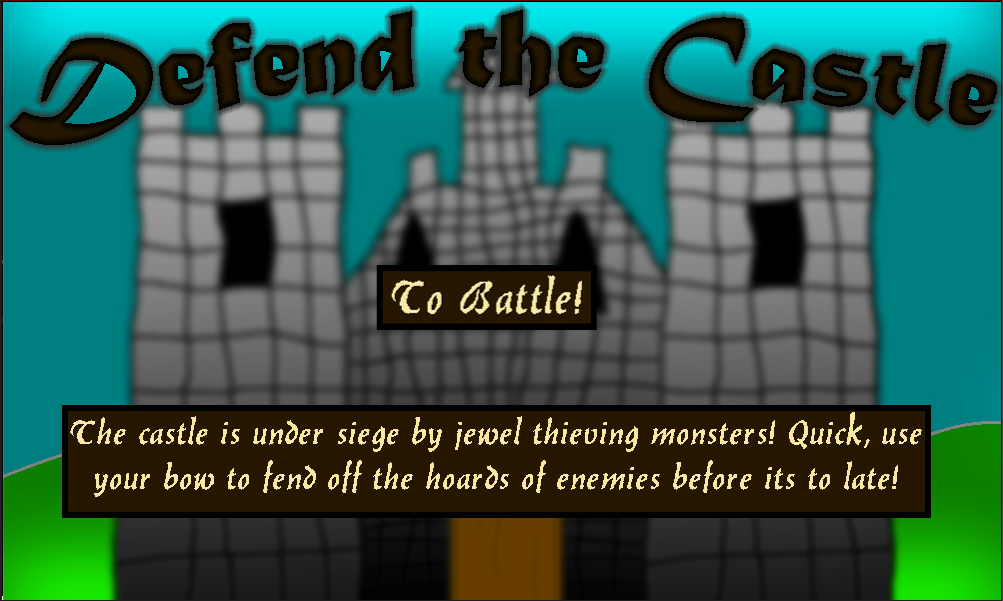 Defend the Castle
To Battle!
The castle is under siege by jewel thieving monsters! Quick, use
your bow to fend off the hoards of enemies before its to late!